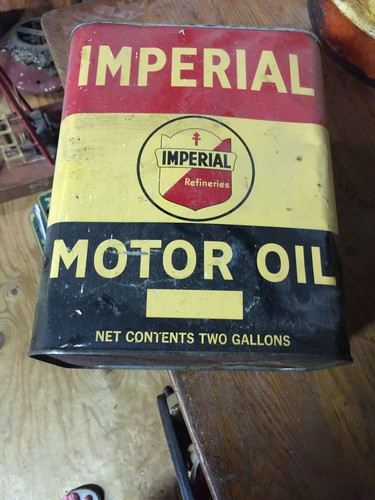 IMPERIAL
IMPERIAL
Refineries
MOTOR OIL
NET CONTENTS TWO GALLONS